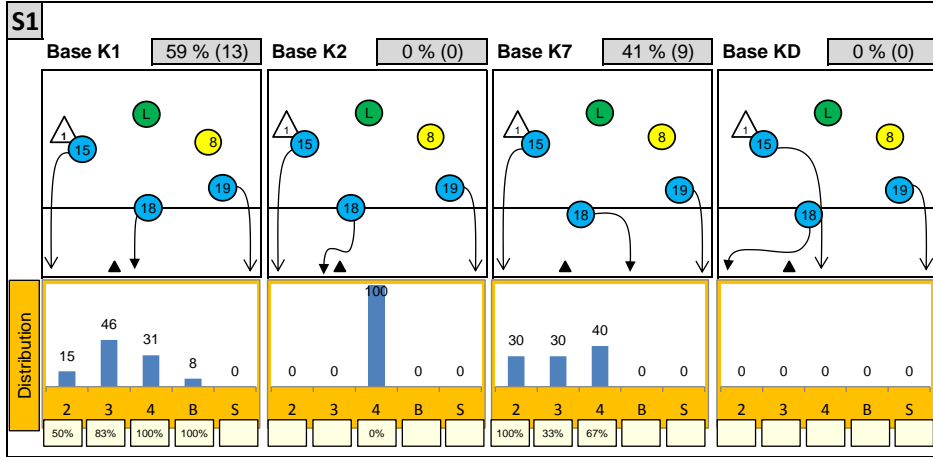 S1
Base K1 59 % (13) Base K2 0 % (0) Base K7 41 % (9) Base KD 0 % (0)
L L L L
1 15 8 1 15 8 1 15 8 1 15 8
18 19 18 19 18 19 18 19
Distribution
15 46 31 8 0 0 0 100 0 0 30 30 40 0 0 0 0 0 0 0
2 3 4 B S 2 3 4 B S 2 3 4 B S 2 3 4 B S
50% 83% 100% 100% 0% 100% 33% 67%